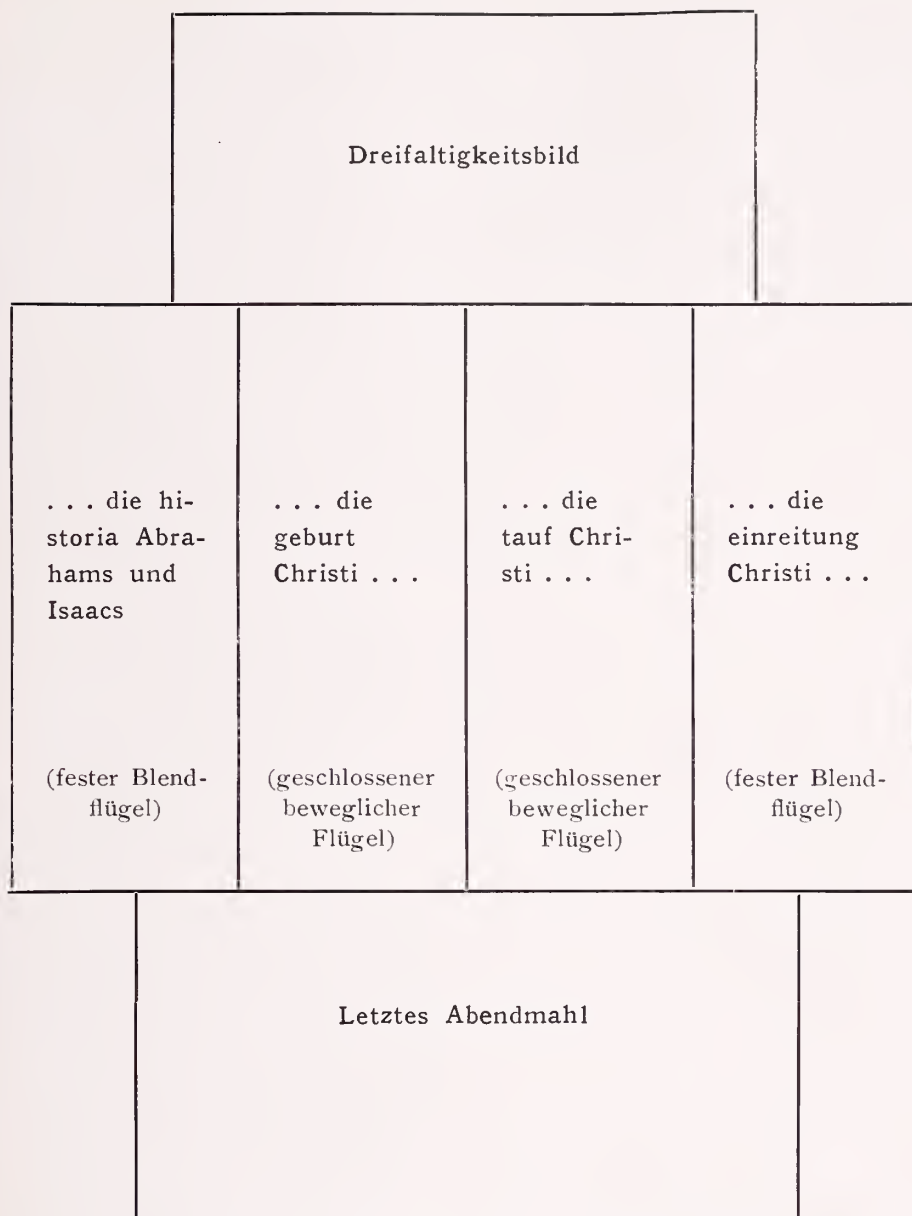 Dreifaltigkeitsbild
. . . die hi-
storia Abra-
hams und
Isaacs
(fester Blend-
flügel)
. . . die
geburt
Christi . . .
(geschlossener
beweglicher
Flügel)
. . . die
tauf Chri-
sti . . .
(geschlossener
beweglicher
Flügel)
. . . die
einreitung
Christi . . .
(fester Blend-
flügel)
Letztes Abendmahl